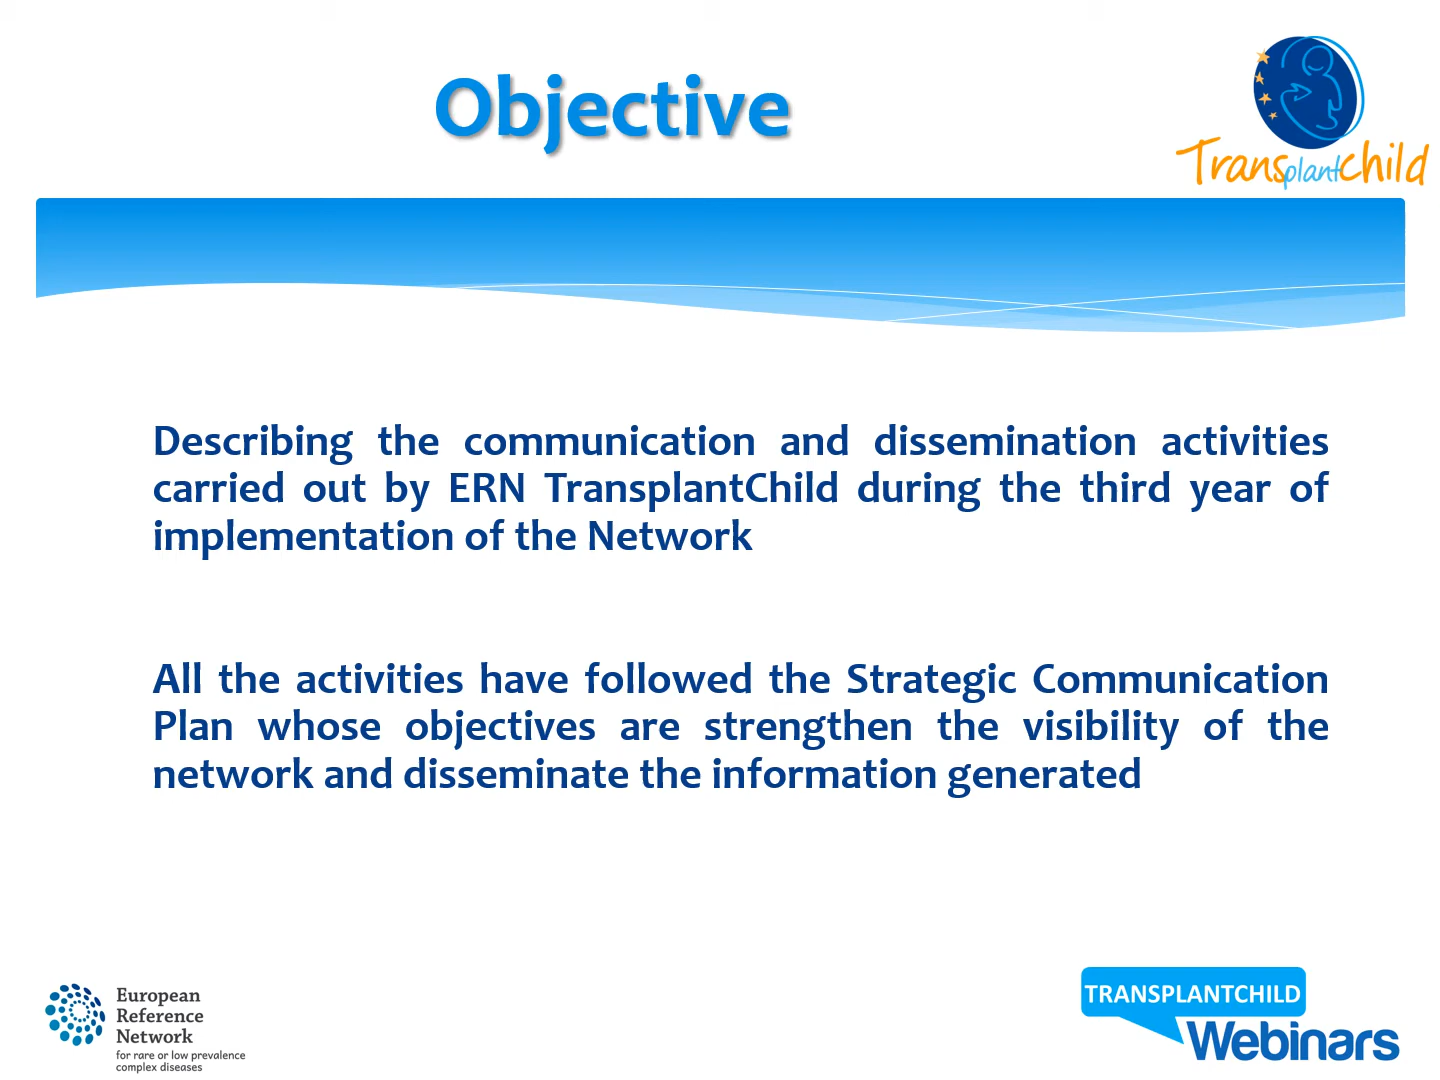 Objective
TransplantChild
Describing the communication and dissemination activities
carried out by ERN TransplantChild during the third year of
implementation of the Network
All the activities have followed the Strategic Communication
Plan whose objectives are strengthen the visibility of the
network and disseminate the information generated
European
Reference
Network
for rare or low prevalence
complex diseases
TRANSPLANTCHILD
Webinars